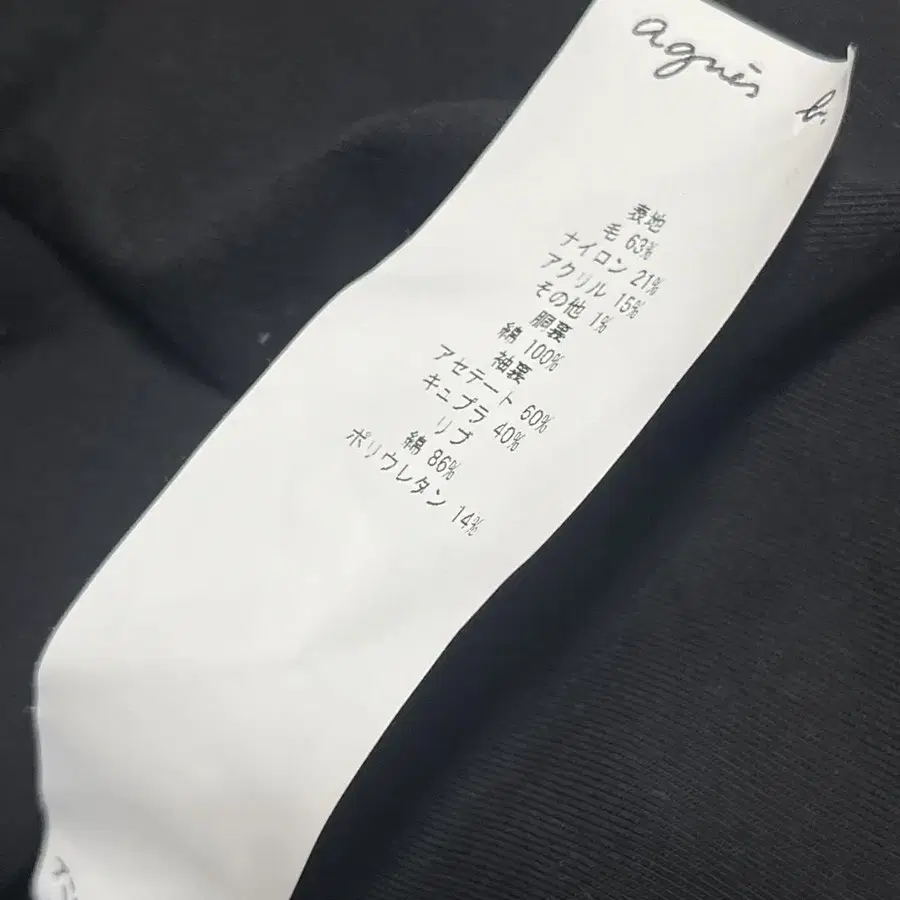 agnès b.
表地
毛 63%
ナイロン 21%
アクリル 15%
その他 1%
胴裏
綿 100%
袖裏
アセテート 60%
キュプラ 40%
リブ
綿 86%
ポリウレタン 14%